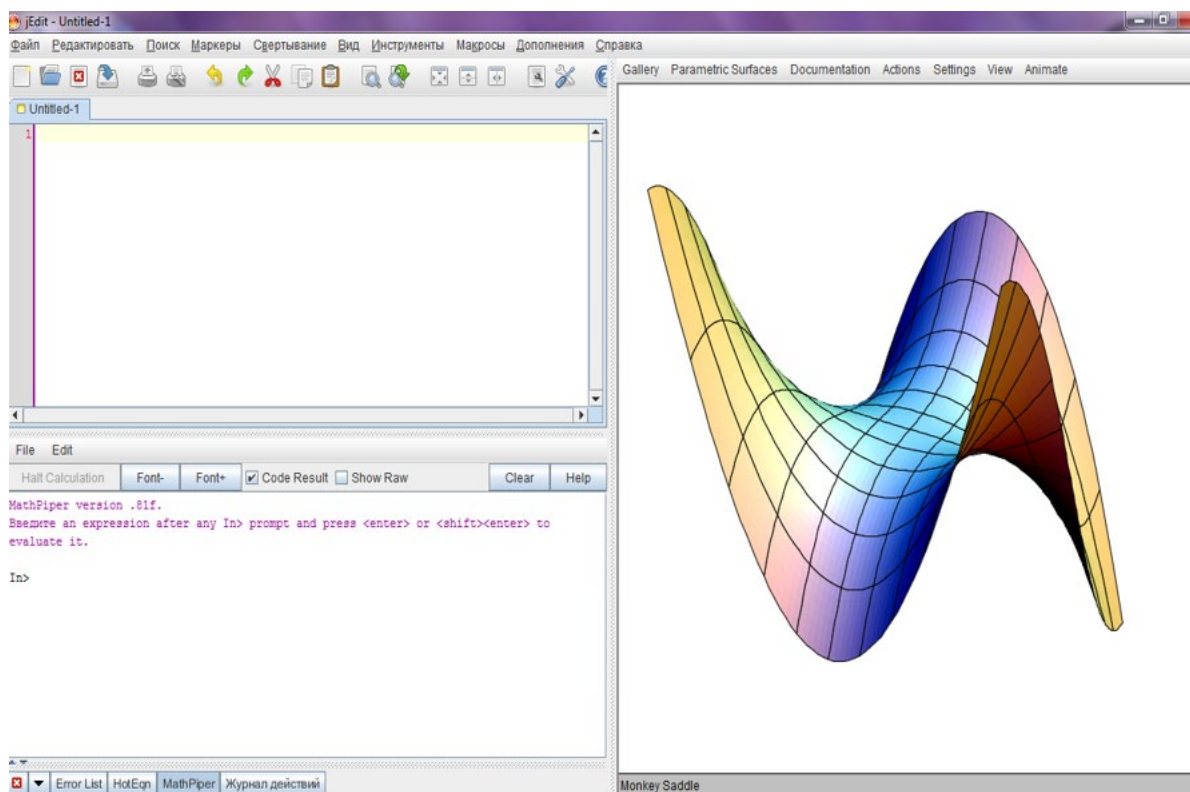 jEdit - Untitled-1
Файл Редактировать Поиск Маркеры Свертывание Вид Инструменты Макросы Дополнения Справка
Gallery Parametric Surfaces Documentation Actions Settings View Animate
Untitled-1
1
File Edit
Halt Calculation Font- Font+ Code Result Show Raw Clear Help
MathPiper version .81f.
Введите an expression after any In> prompt and press <enter> or <shift><enter> to
evaluate it.
In>
Error List HotEqn MathPiper Журнал действий
Monkey Saddle